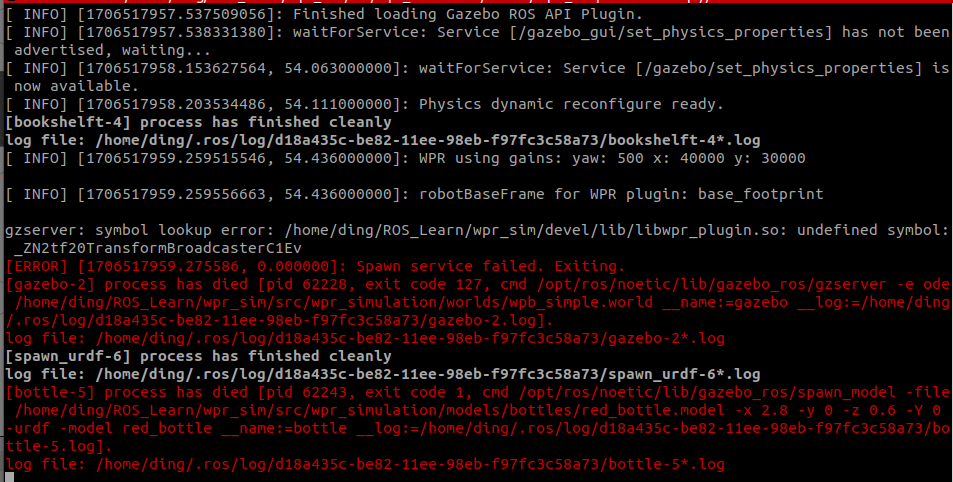 [ INFO] [1706517957.537509056]: Finished loading Gazebo ROS API Plugin.
[ INFO] [1706517957.538331380]: waitForService: Service [/gazebo_gui/set_physics_properties] has not been
advertised, waiting...
[ INFO] [1706517958.153627564, 54.063000000]: waitForService: Service [/gazebo/set_physics_properties] is
now available.
[ INFO] [1706517958.203534486, 54.111000000]: Physics dynamic reconfigure ready.
[bookshelft-4] process has finished cleanly
log file: /home/ding/.ros/log/d18a435c-be82-11ee-98eb-f97fc3c58a73/bookshelft-4*.log
[ INFO] [1706517959.259515546, 54.436000000]: WPR using gains: yaw: 500 x: 40000 y: 30000
[ INFO] [1706517959.259556663, 54.436000000]: robotBaseFrame for WPR plugin: base_footprint
gzserver: symbol lookup error: /home/ding/ROS_Learn/wpr_sim/devel/lib/libwpr_plugin.so: undefined symbol:
_ZN2tf20TransformBroadcasterC1Ev
[ERROR] [1706517959.275586, 0.000000]: Spawn service failed. Exiting.
[gazebo-2] process has died [pid 62228, exit code 127, cmd /opt/ros/noetic/lib/gazebo_ros/gzserver -e ode
/home/ding/ROS_Learn/wpr_sim/src/wpr_simulation/worlds/wpb_simple.world __name:=gazebo __log:=/home/ding
/.ros/log/d18a435c-be82-11ee-98eb-f97fc3c58a73/gazebo-2.log].
log file: /home/ding/.ros/log/d18a435c-be82-11ee-98eb-f97fc3c58a73/gazebo-2*.log
[spawn_urdf-6] process has finished cleanly
log file: /home/ding/.ros/log/d18a435c-be82-11ee-98eb-f97fc3c58a73/spawn_urdf-6*.log
[bottle-5] process has died [pid 62243, exit code 1, cmd /opt/ros/noetic/lib/gazebo_ros/spawn_model -file
/home/ding/ROS_Learn/wpr_sim/src/wpr_simulation/models/bottles/red_bottle.model -x 2.8 -y 0 -z 0.6 -Y 0
-urdf -model red_bottle __name:=bottle __log:=/home/ding/.ros/log/d18a435c-be82-11ee-98eb-f97fc3c58a73/bo
ttle-5.log].
log file: /home/ding/.ros/log/d18a435c-be82-11ee-98eb-f97fc3c58a73/bottle-5*.log